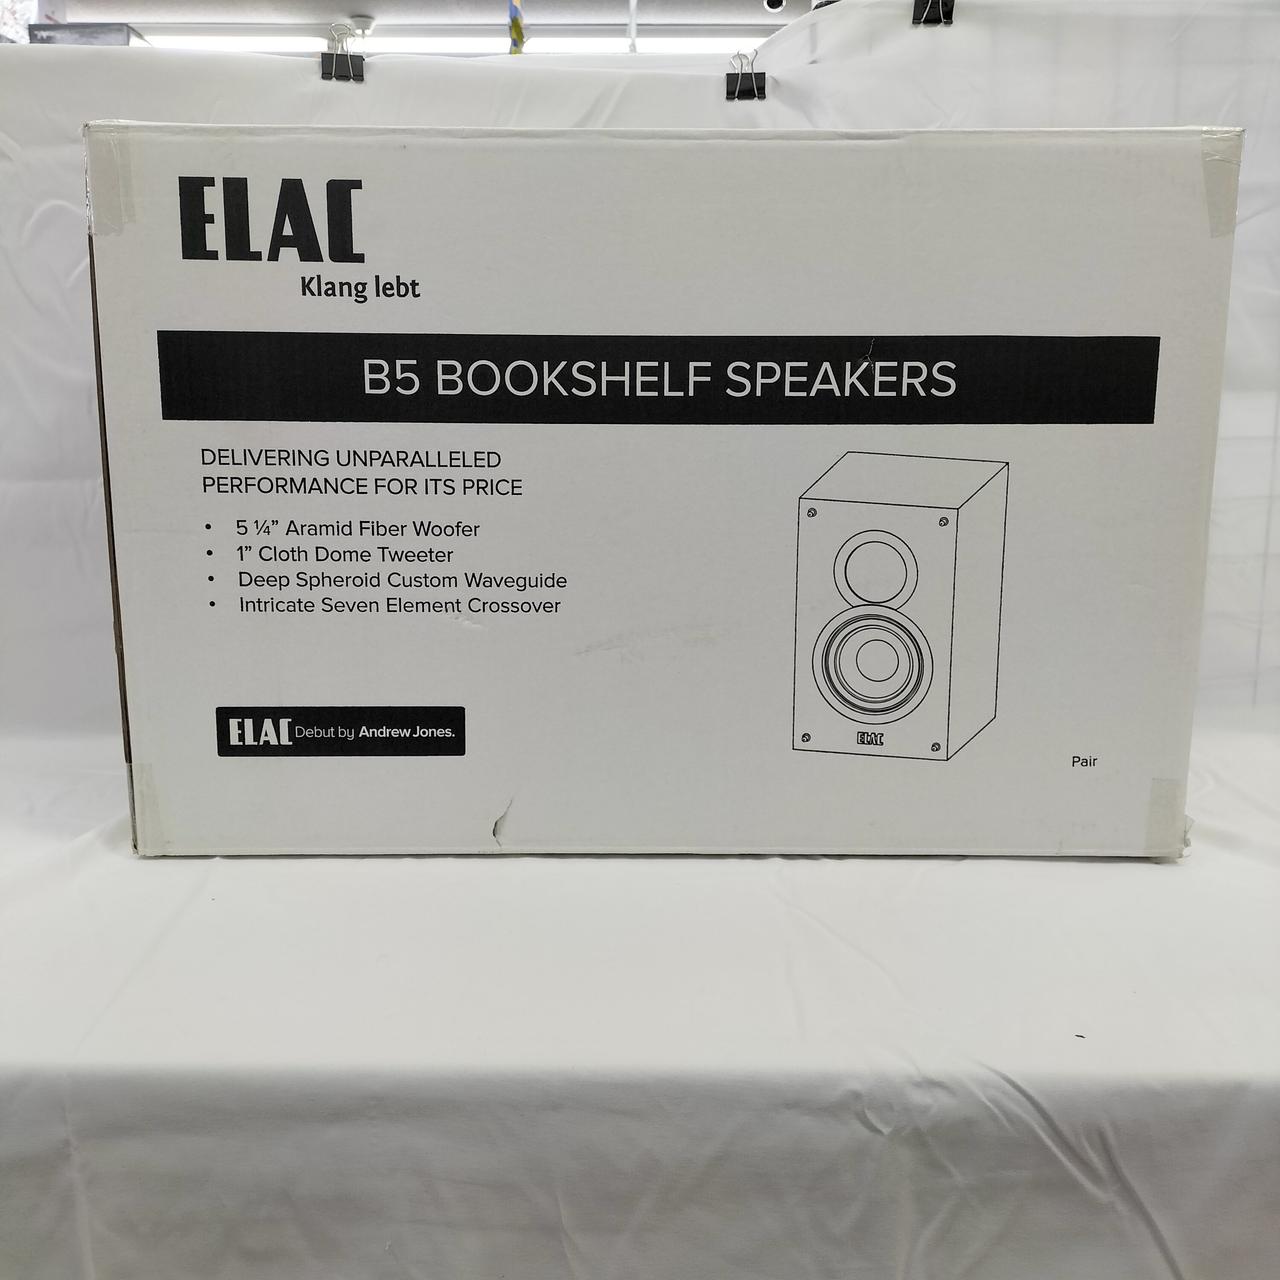 ELAC
Klang lebt
B5 BOOKSHELF SPEAKERS
DELIVERING UNPARALLELED
PERFORMANCE FOR ITS PRICE
• 5 ¼” Aramid Fiber Woofer
• 1” Cloth Dome Tweeter
• Deep Spheroid Custom Waveguide
• Intricate Seven Element Crossover
ELAC Debut by Andrew Jones.
ELAC
Pair